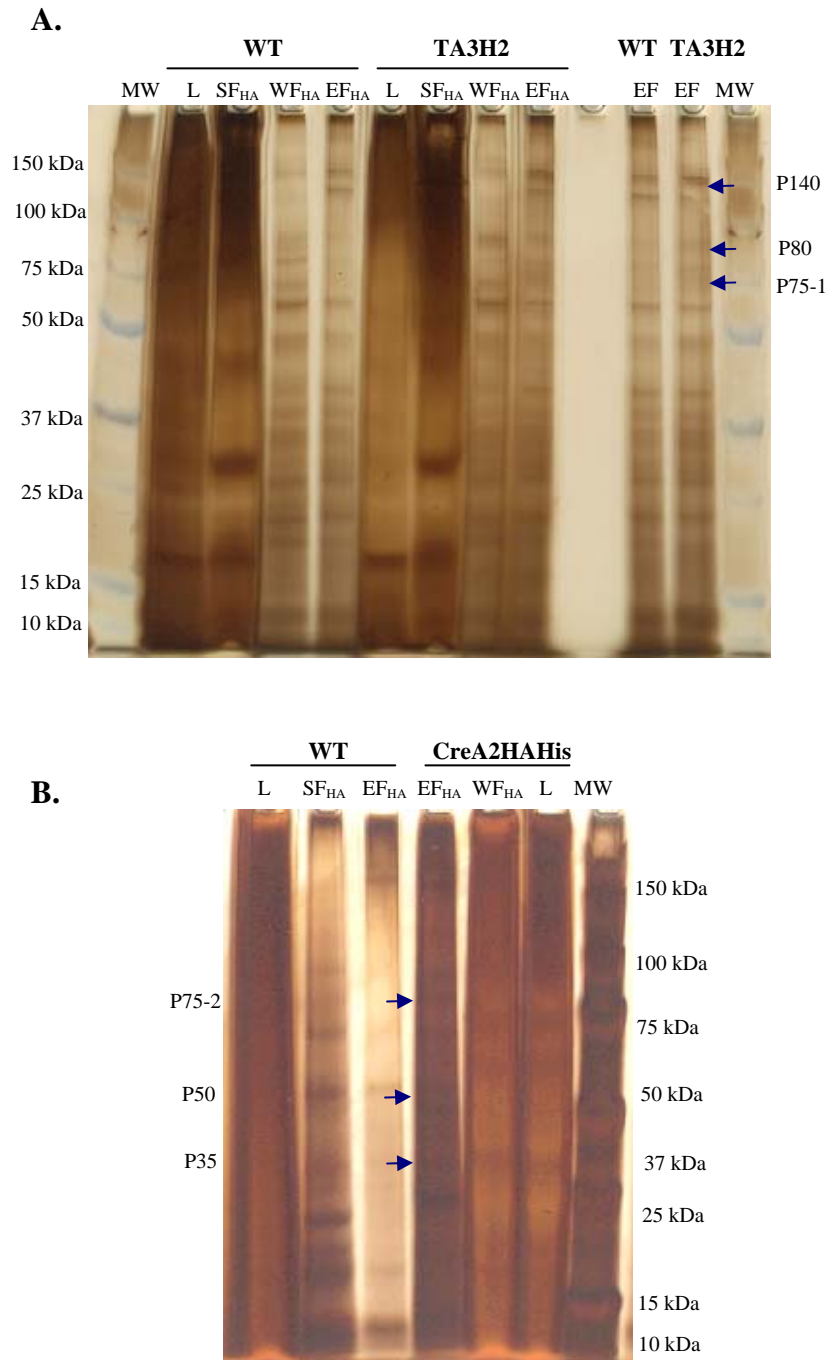 A.
WT TA3H2 WT TA3H2
MW L SFHA WFHA EFHA L SFHA WFHA EFHA EF EF MW
150 kDa
P140
100 kDa
P80
75 kDa
P75-1
50 kDa
37 kDa
25 kDa
15 kDa
10 kDa
WT CreA2HAHis
B.
L SFHA EFHA EFHA WFHA L MW
150 kDa
100 kDa
P75-2
75 kDa
P50 50 kDa
P35 37 kDa
25 kDa
15 kDa
10 kDa